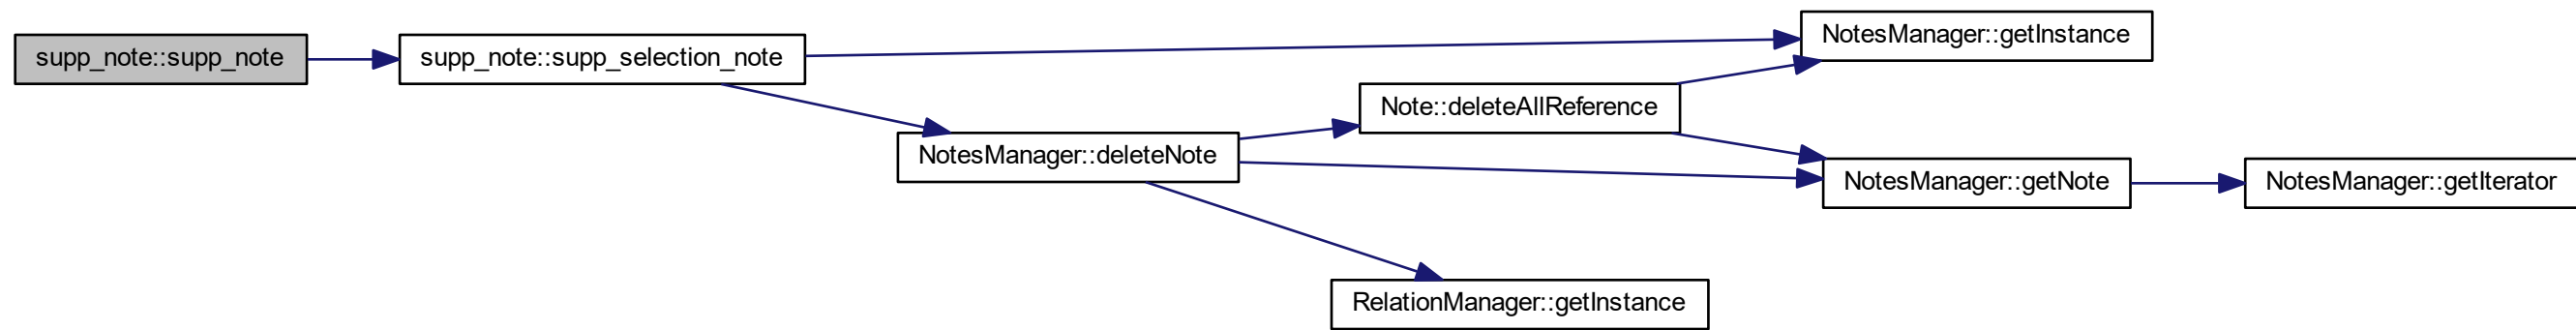 supp_note::supp_note
supp_note::supp_selection_note
NotesManager::getInstance
Note::deleteAllReference
NotesManager::deleteNote
NotesManager::getNote
NotesManager::getIterator
RelationManager::getInstance